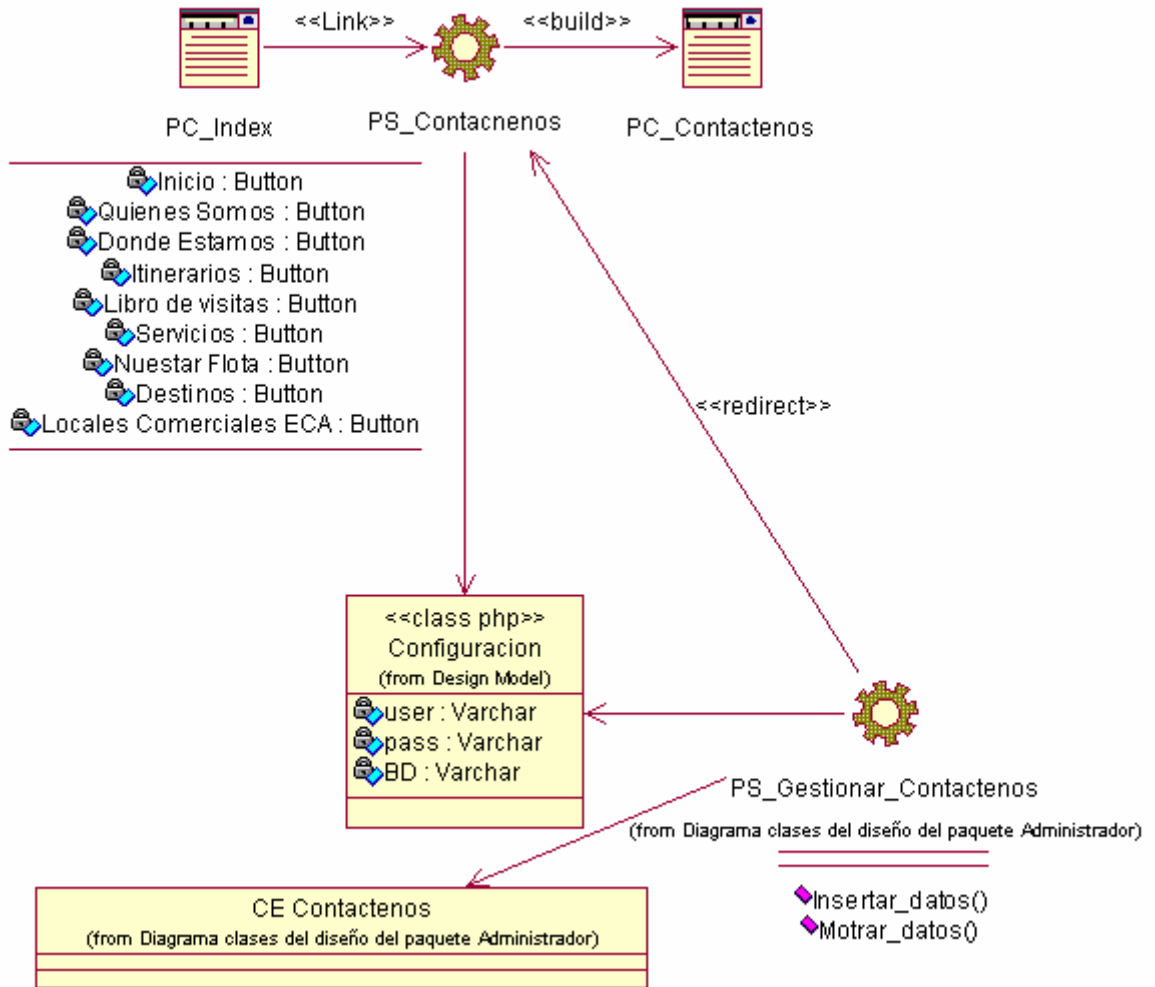 <<Link>>
<<build>>
PC_Index
PS_Contacnenos
PC_Contactenos
Inicio : Button
Quienes Somos : Button
Donde Estamos : Button
Itinerarios : Button
Libro de visitas : Button
Servicios : Button
Nuestar Flota : Button
Destinos : Button
Locales Comerciales ECA : Button
<<redirect>>
<<class php>>
Configuracion
(from Design Model)
user : Varchar
pass : Varchar
BD : Varchar
PS_Gestionar_Contactenos
(from Diagrama clases del diseño del paquete Administrador)
Insertar_datos()
Motrar_datos()
CE Contactenos
(from Diagrama clases del diseño del paquete Administrador)